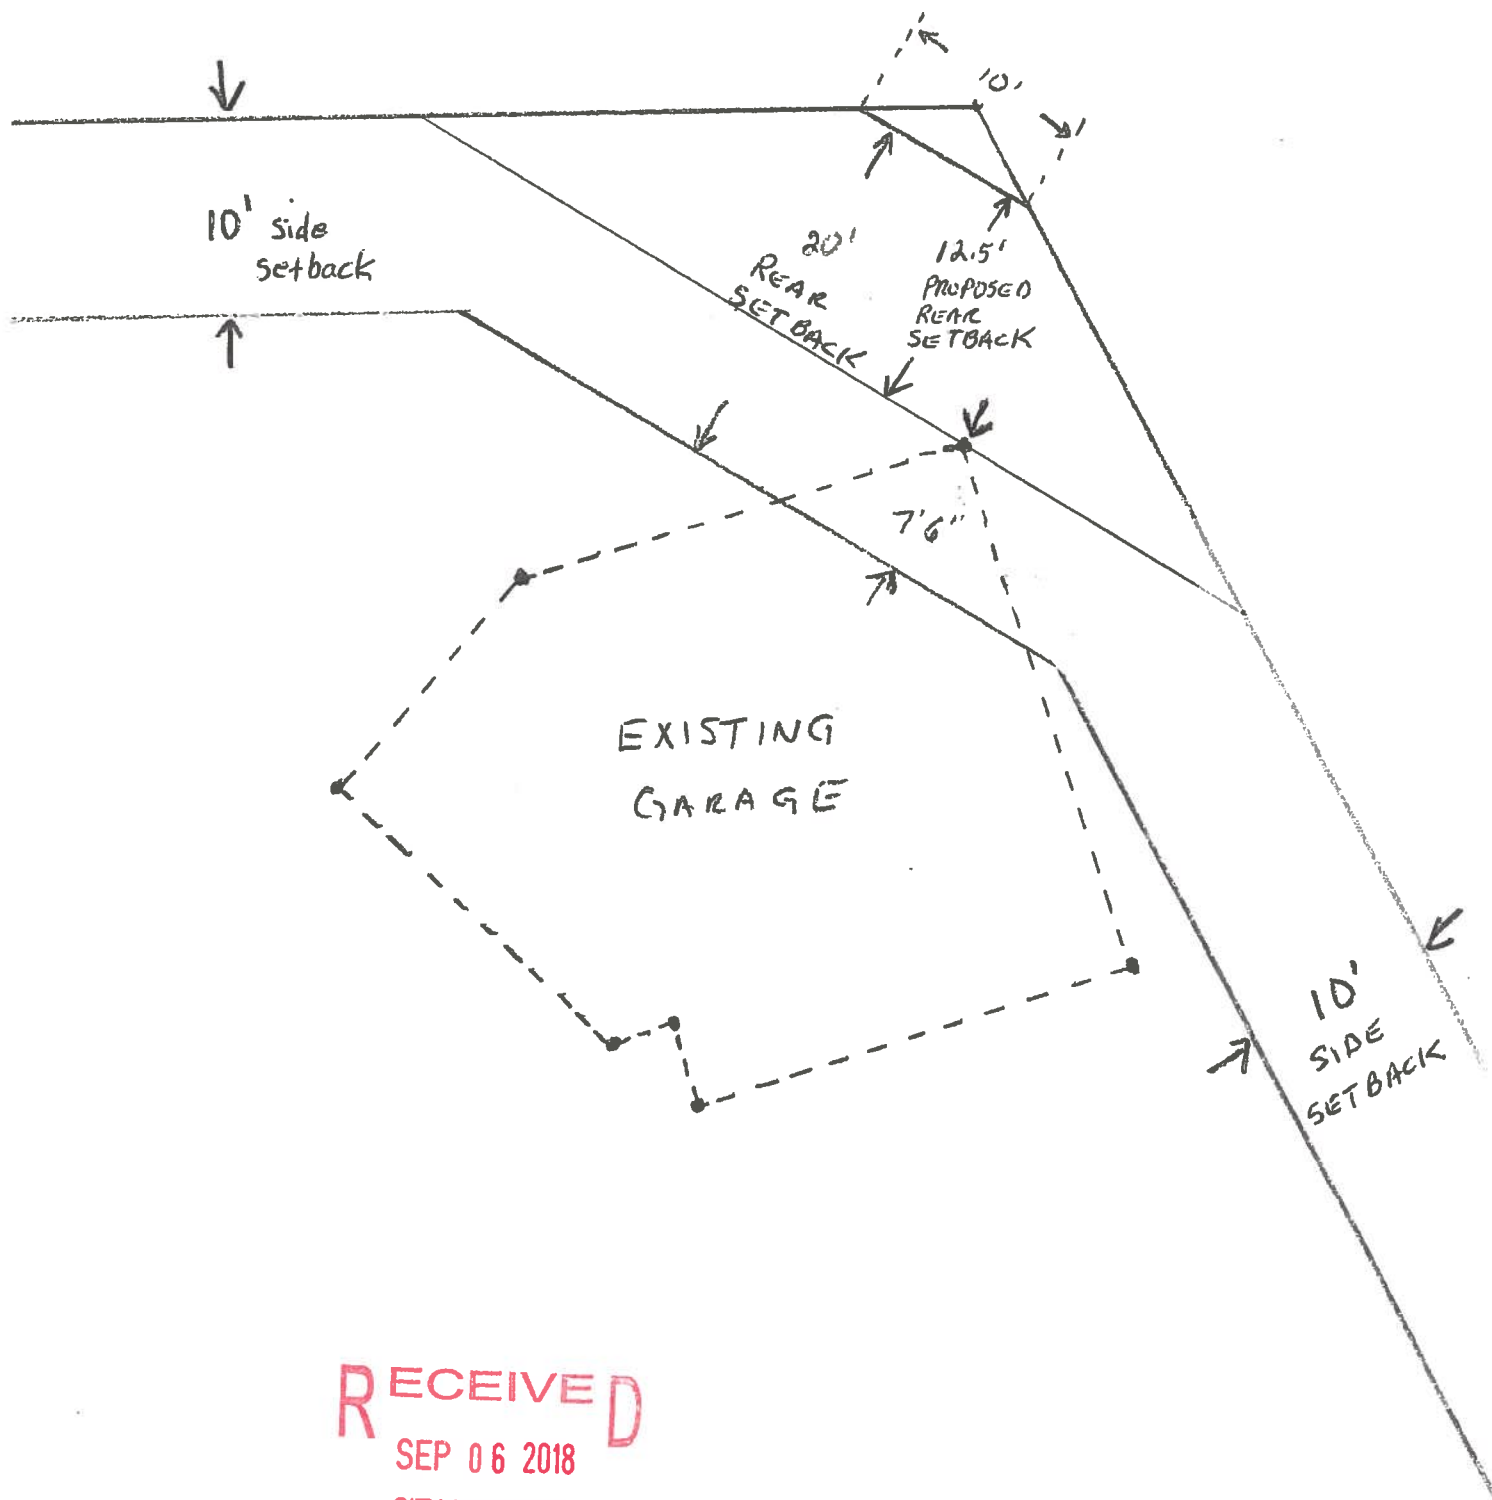 10'
10' side
setback
20'
REAR
SETBACK
12.5'
PROPOSED
REAR
SETBACK
7'6"
EXISTING
GARAGE
10'
SIDE
SETBACK
RECEIVED
SEP 06 2018